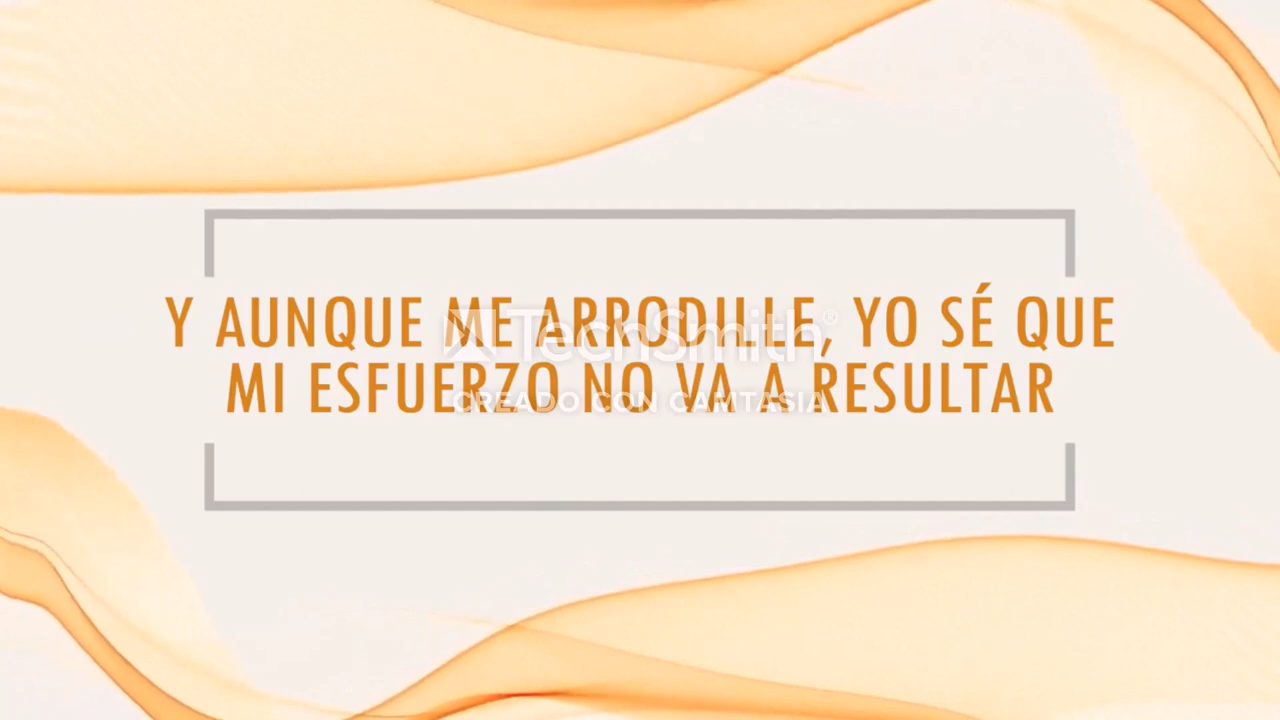 Y AUNQUE ME ARRODILLE, YO SÉ QUE
TechSmith®
MI ESFUERZO NO VA A RESULTAR
CREADO CON CAMTASIA